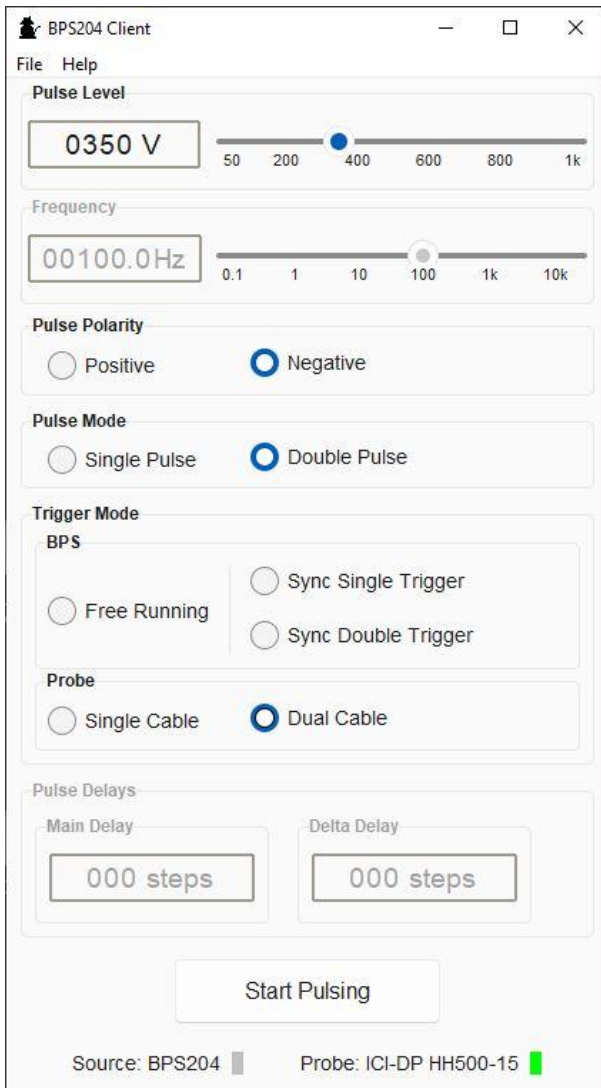 BPS204 Client
File Help
Pulse Level
0350 V
50 200 400 600 800 1k
Frequency
00100.0Hz
0.1 1 10 100 1k 10k
Pulse Polarity
Positive Negative
Pulse Mode
Single Pulse Double Pulse
Trigger Mode
BPS
Free Running
Sync Single Trigger
Sync Double Trigger
Probe
Single Cable Dual Cable
Pulse Delays
Main Delay Delta Delay
000 steps 000 steps
Start Pulsing
Source: BPS204 Probe: ICI-DP HH500-15